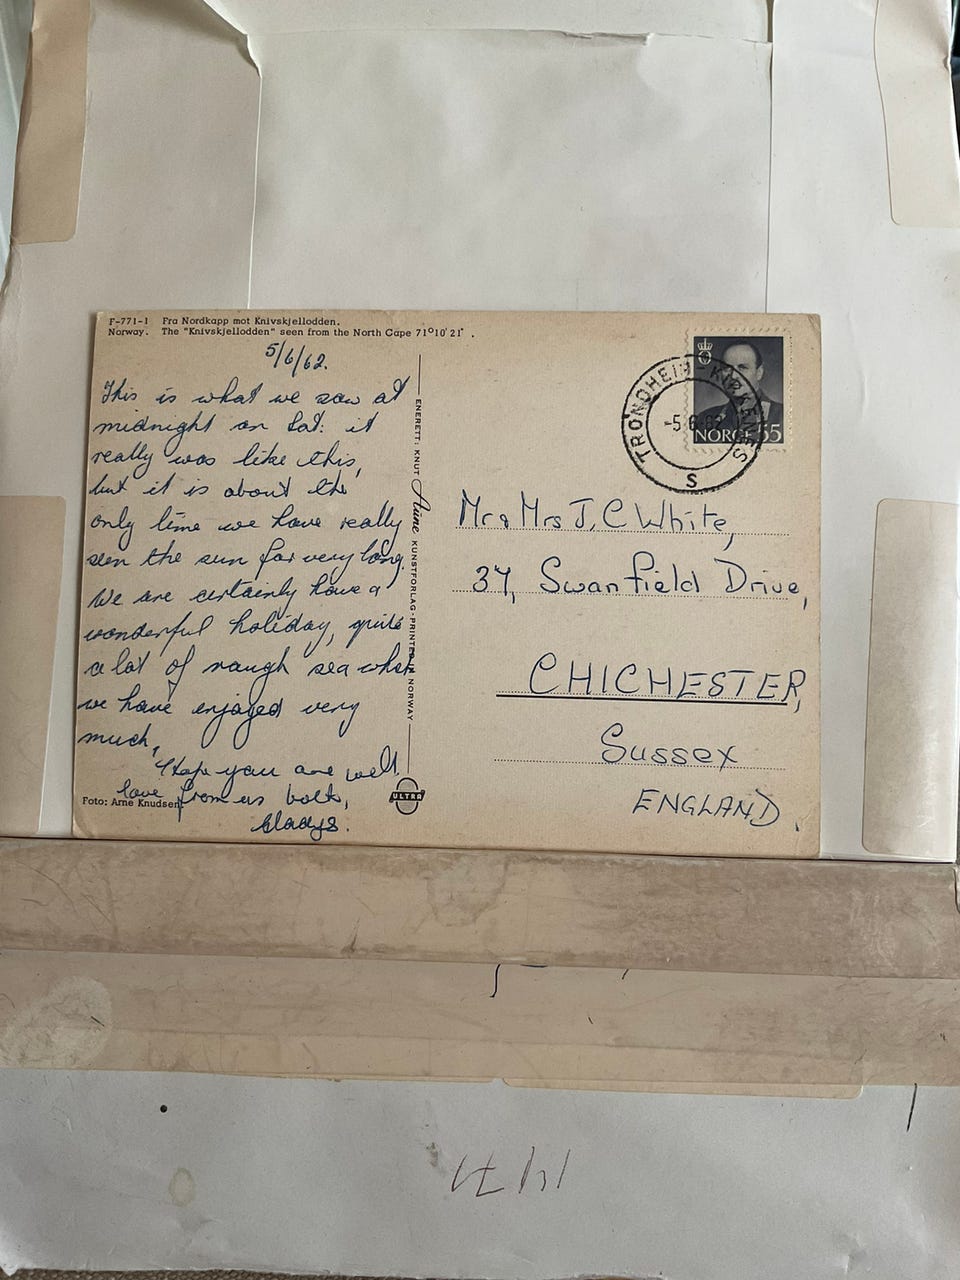 F-771-1 Fra Nordkapp mot Knivskjellodden.
Norway. The "Knivskjellodden" seen from the North Cape 71°10'21".
5/6/62.
This is what we saw at
midnight on Sat: it
really was like this,
but it is about the
only time we have really
seen the sun for very long.
We are certainly have a
wonderful holiday, quite
a lot of rough sea which
we have enjoyed very
much,
Hope you are well
love from us both,
Gladys.
Foto: Arne Knudsen.
ENERETT: KNUT Aune KUNSTFORLAG-PRINTED IN NORWAY
ULTRA
TRONDHEIM-KIRKENES
-5.6.62
S
NORGE 55
Mr & Mrs J. C White,
37, Swanfield Drive,
CHICHESTER,
Sussex
ENGLAND.